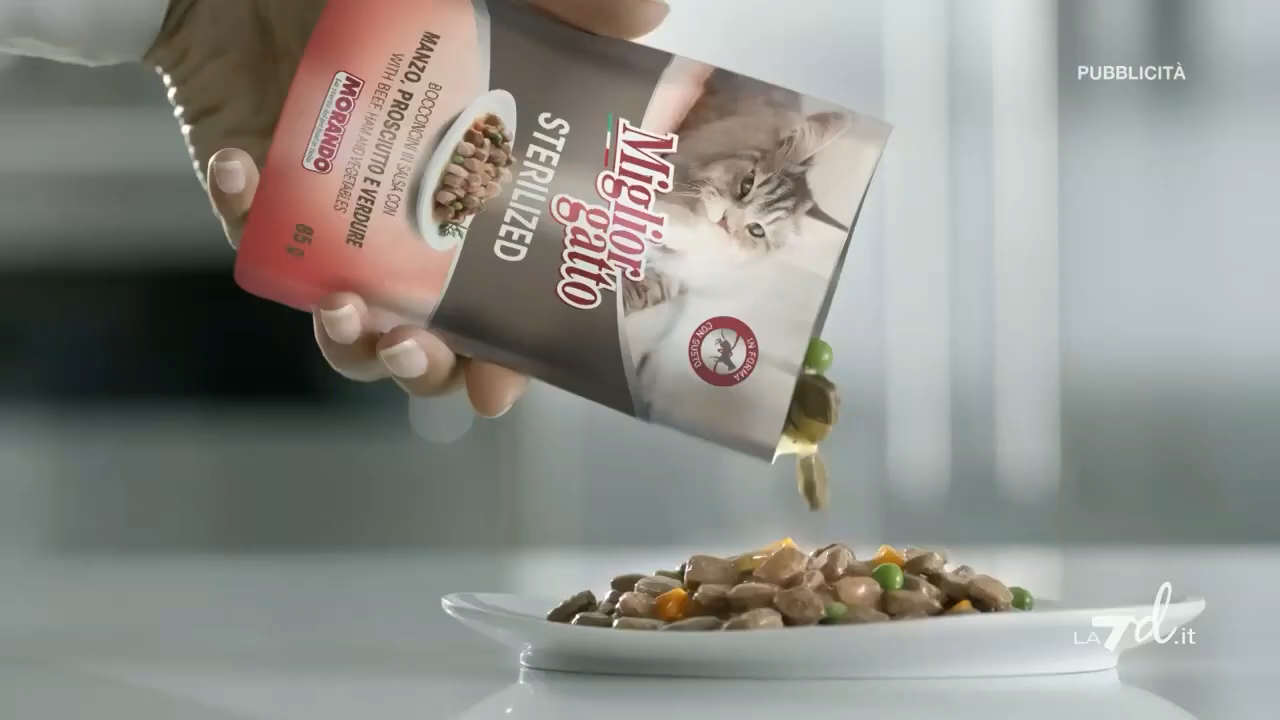 PUBBLICITÀ
Miglior
gatto
STERILIZED
BOCCONCINI IN SALSA CON
MANZO, PROSCIUTTO E VERDURE
WITH BEEF, HAM AND VEGETABLES
MORANDO
85 g
IN FORMA
CON GUSTO
LA7d.it